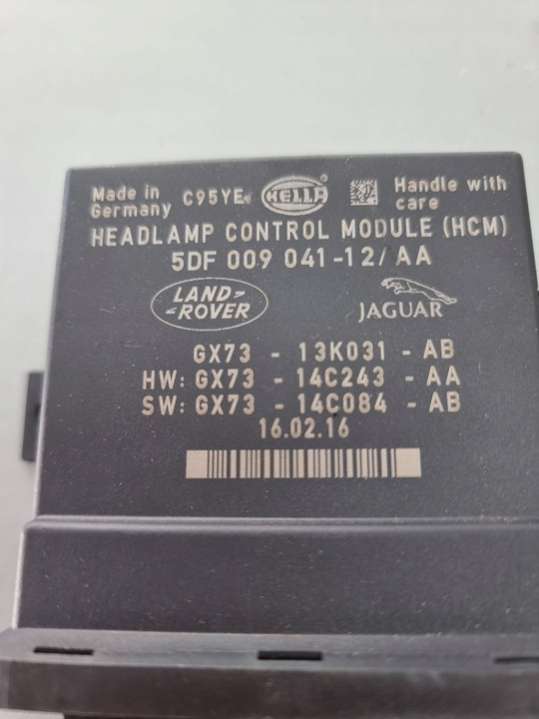 Made in Germany C95YE HELLA Handle with care
HEADLAMP CONTROL MODULE (HCM)
5DF 009 041-12/AA
LAND-ROVER JAGUAR
GX73 - 13K031 - AB
HW: GX73 - 14C243 - AA
SW: GX73 - 14C084 - AB
16.02.16